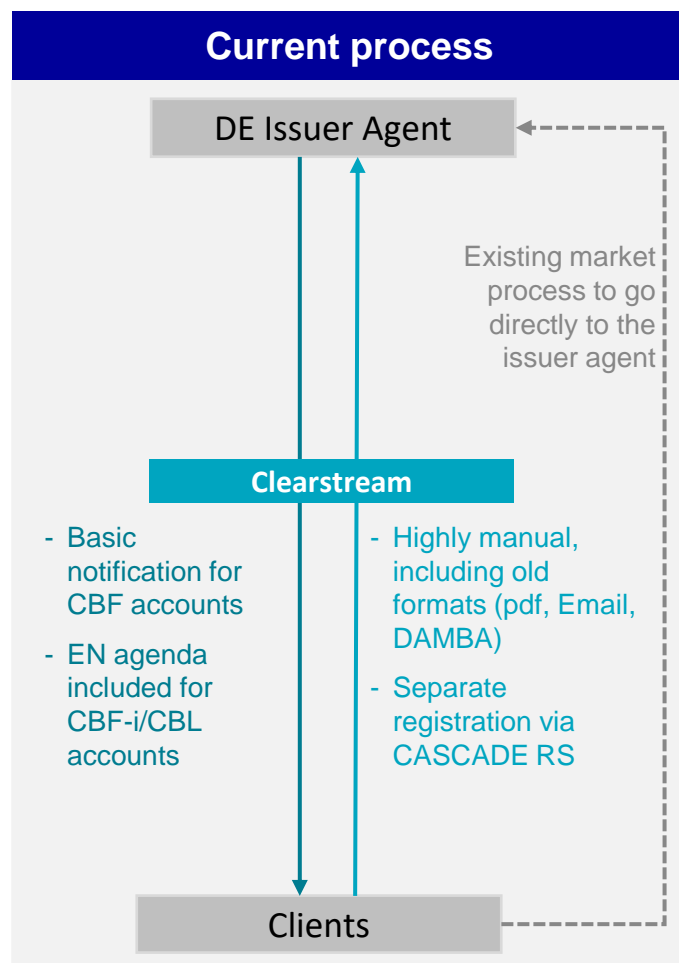 Current process
DE Issuer Agent
Existing market
process to go
directly to the
issuer agent
Clearstream
- Basic
notification for
CBF accounts
- EN agenda
included for
CBF-i/CBL
accounts
- Highly manual,
including old
formats (pdf, Email,
DAMBA)
- Separate
registration via
CASCADE RS
Clients